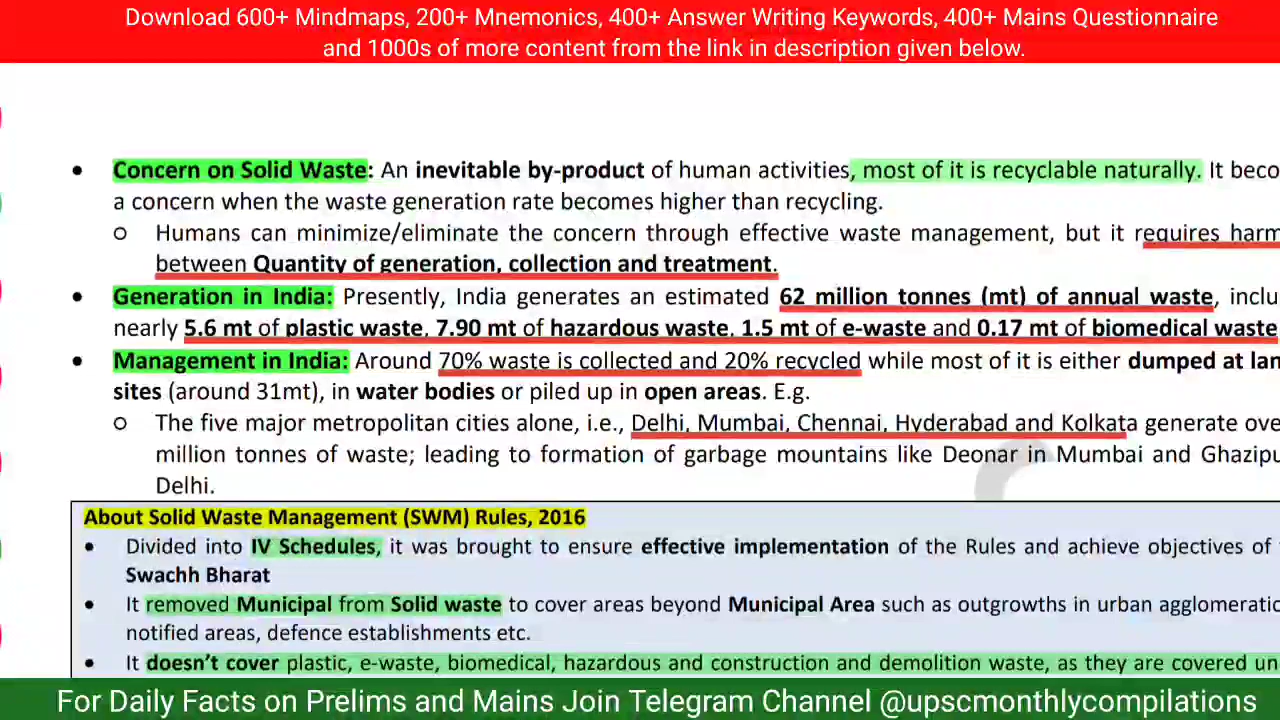 Download 600+ Mindmaps, 200+ Mnemonics, 400+ Answer Writing Keywords, 400+ Mains Questionnaire
and 1000s of more content from the link in description given below.
• Concern on Solid Waste: An inevitable by-product of human activities, most of it is recyclable naturally. It beco
a concern when the waste generation rate becomes higher than recycling.
o Humans can minimize/eliminate the concern through effective waste management, but it requires harm
between Quantity of generation, collection and treatment.
• Generation in India: Presently, India generates an estimated 62 million tonnes (mt) of annual waste, inclu
nearly 5.6 mt of plastic waste, 7.90 mt of hazardous waste, 1.5 mt of e-waste and 0.17 mt of biomedical waste
• Management in India: Around 70% waste is collected and 20% recycled while most of it is either dumped at lan
sites (around 31mt), in water bodies or piled up in open areas. E.g.
o The five major metropolitan cities alone, i.e., Delhi, Mumbai, Chennai, Hyderabad and Kolkata generate ove
million tonnes of waste; leading to formation of garbage mountains like Deonar in Mumbai and Ghazipu
Delhi.
About Solid Waste Management (SWM) Rules, 2016
• Divided into IV Schedules, it was brought to ensure effective implementation of the Rules and achieve objectives of
Swachh Bharat
• It removed Municipal from Solid waste to cover areas beyond Municipal Area such as outgrowths in urban agglomeratio
notified areas, defence establishments etc.
• It doesn't cover plastic, e-waste, biomedical, hazardous and construction and demolition waste, as they are covered un
For Daily Facts on Prelims and Mains Join Telegram Channel @upscmonthlycompilations